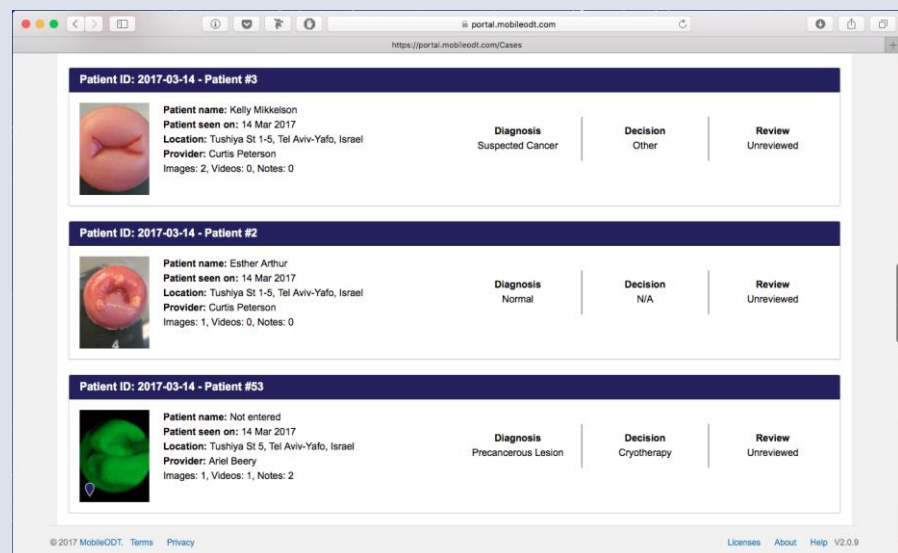 portal.mobileodt.com
https://portal.mobileodt.com/Cases
Patient ID: 2017-03-14 - Patient #3
Patient name: Kelly Mikkelson
Patient seen on: 14 Mar 2017
Location: Tushiya St 1-5, Tel Aviv-Yafo, Israel
Provider: Curtis Peterson
Images: 2, Videos: 0, Notes: 0
Diagnosis Decision Review
Suspected Cancer Other Unreviewed
Patient ID: 2017-03-14 - Patient #2
Patient name: Esther Arthur
Patient seen on: 14 Mar 2017
Location: Tushiya St 1-5, Tel Aviv-Yafo, Israel
Provider: Curtis Peterson
Images: 1, Videos: 0, Notes: 0
4
Diagnosis Decision Review
Normal N/A Unreviewed
Patient ID: 2017-03-14 - Patient #53
Patient name: Not entered
Patient seen on: 14 Mar 2017
Location: Tushiya St 5, Tel Aviv-Yafo, Israel
Provider: Ariel Beery
Images: 1, Videos: 1, Notes: 2
Diagnosis Decision Review
Precancerous Lesion Cryotherapy Unreviewed
© 2017 MobileODT. Terms Privacy Licenses About Help V2.0.9